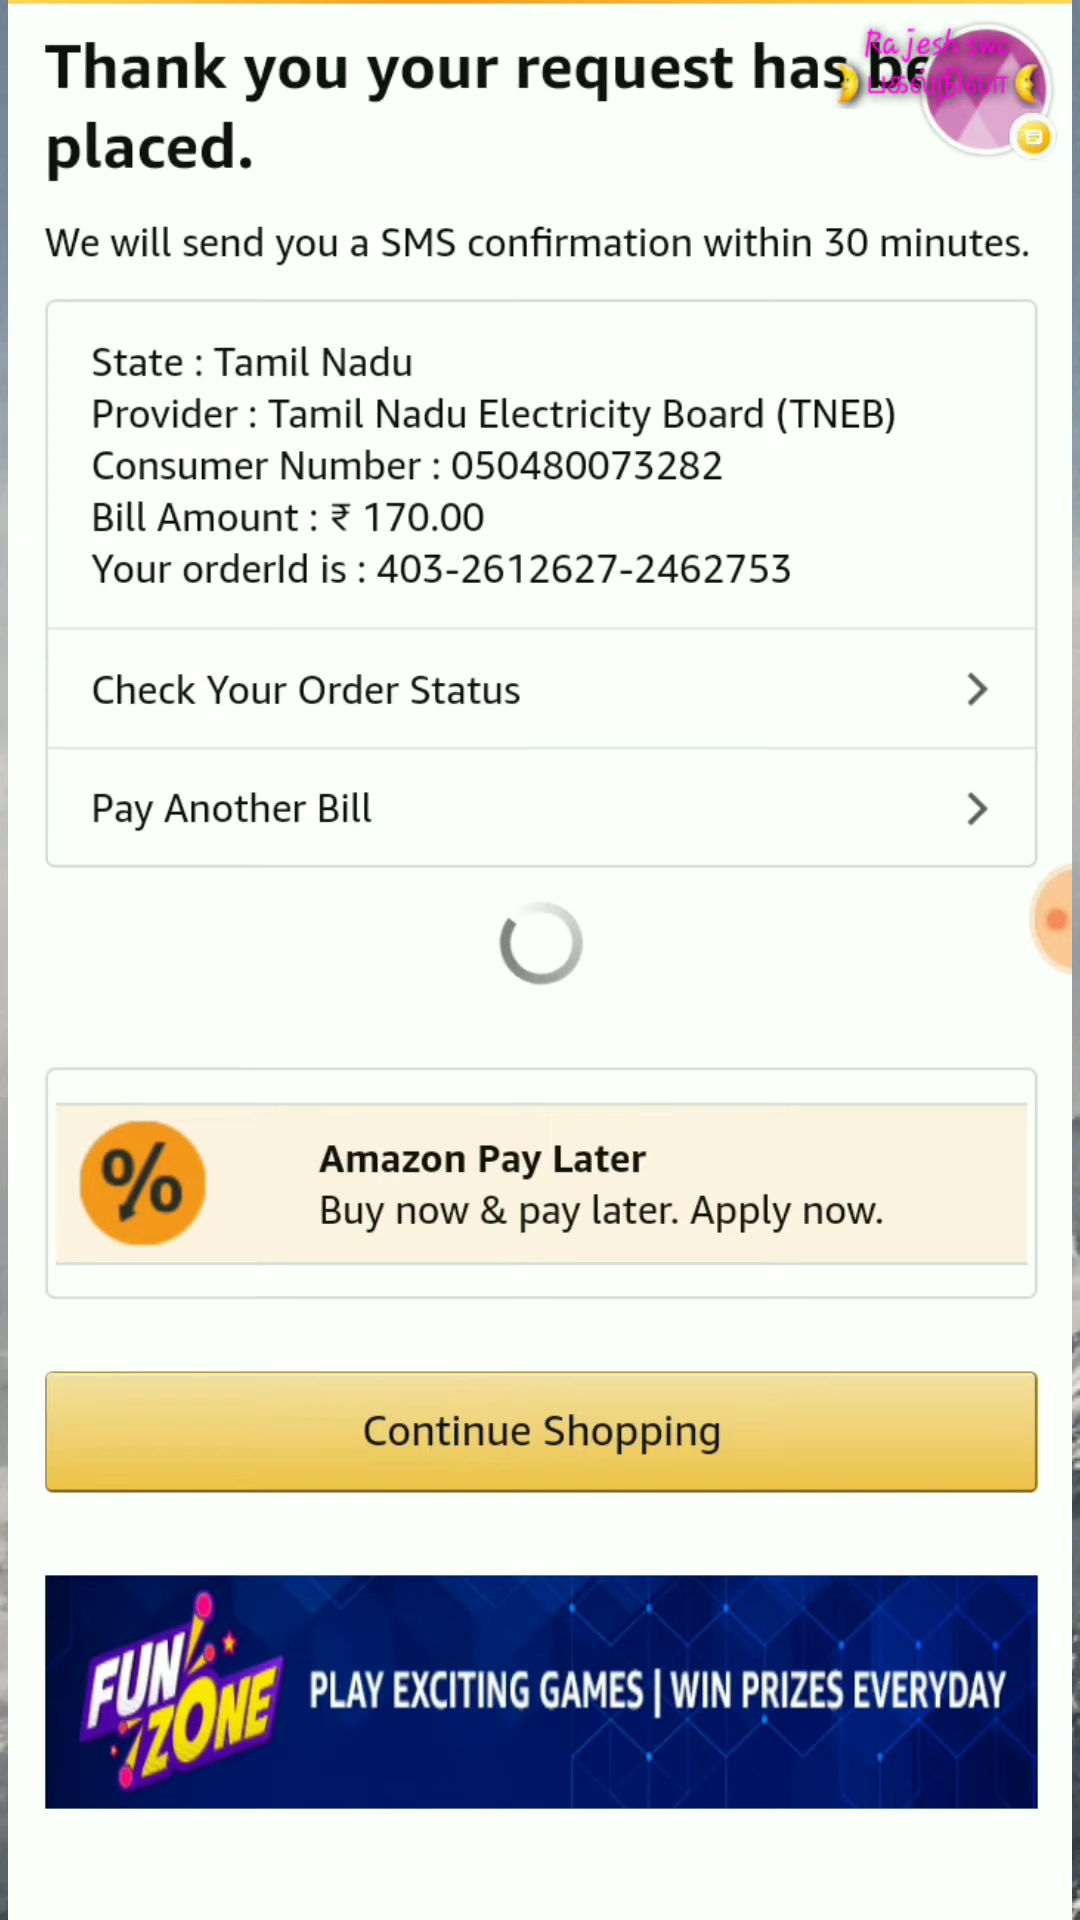 Thank you your request has be
placed.
Rajesh swc
We will send you a SMS confirmation within 30 minutes.
State : Tamil Nadu
Provider : Tamil Nadu Electricity Board (TNEB)
Consumer Number : 050480073282
Bill Amount : ₹ 170.00
Your orderId is : 403-2612627-2462753
Check Your Order Status
Pay Another Bill
%
Amazon Pay Later
Buy now & pay later. Apply now.
Continue Shopping
FUN
ZONE
PLAY EXCITING GAMES | WIN PRIZES EVERYDAY